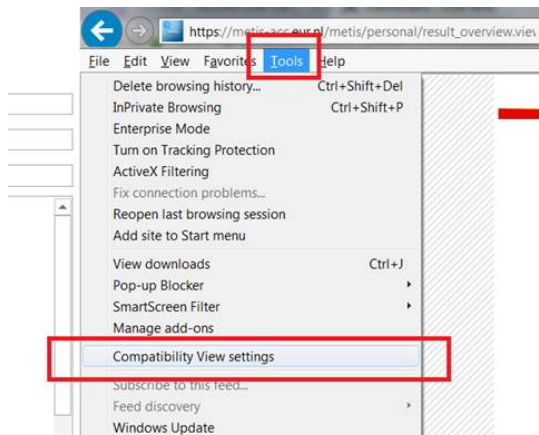 https://metis-acc.eur.nl/metis/personal/result_overview.view
File Edit View Favorites Tools Help
Delete browsing history... Ctrl+Shift+Del
InPrivate Browsing Ctrl+Shift+P
Enterprise Mode
Turn on Tracking Protection
ActiveX Filtering
Fix connection problems...
Reopen last browsing session
Add site to Start menu
View downloads Ctrl+J
Pop-up Blocker
SmartScreen Filter
Manage add-ons
Compatibility View settings
Subscribe to this feed...
Feed discovery
Windows Update